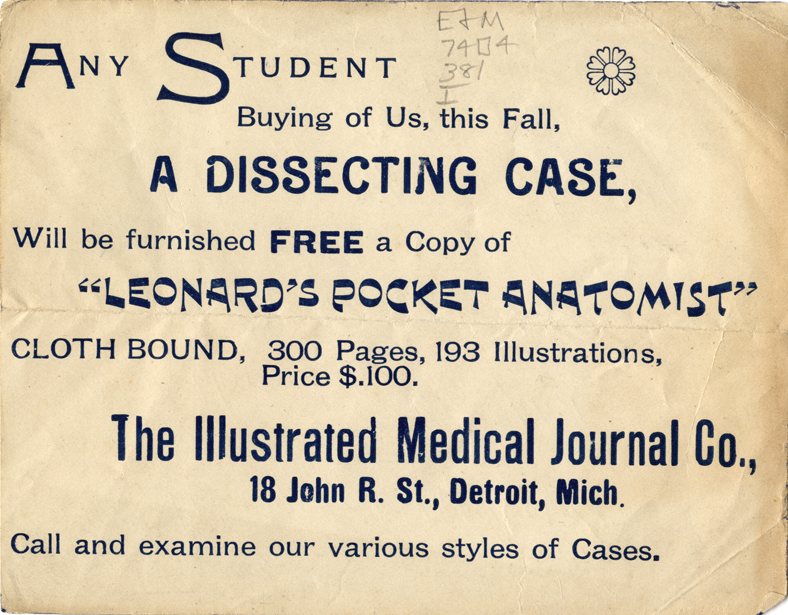 E&M
74D4
381
I
ANY STUDENT
Buying of Us, this Fall,
A DISSECTING CASE,
Will be furnished FREE a Copy of
“LEONARD’S POCKET ANATOMIST”
CLOTH BOUND, 300 Pages, 193 Illustrations,
Price $.100.
The Illustrated Medical Journal Co.,
18 John R. St., Detroit, Mich.
Call and examine our various styles of Cases.